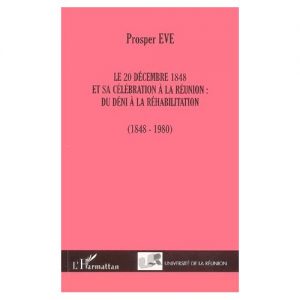 Prosper EVE
LE 20 DÉCEMBRE 1848
ET SA CÉLÉBRATION À LA RÉUNION :
DU DÉNI À LA RÉHABILITATION
(1848 - 1980)
L'Harmattan
UNIVERSITÉ DE LA RÉUNION